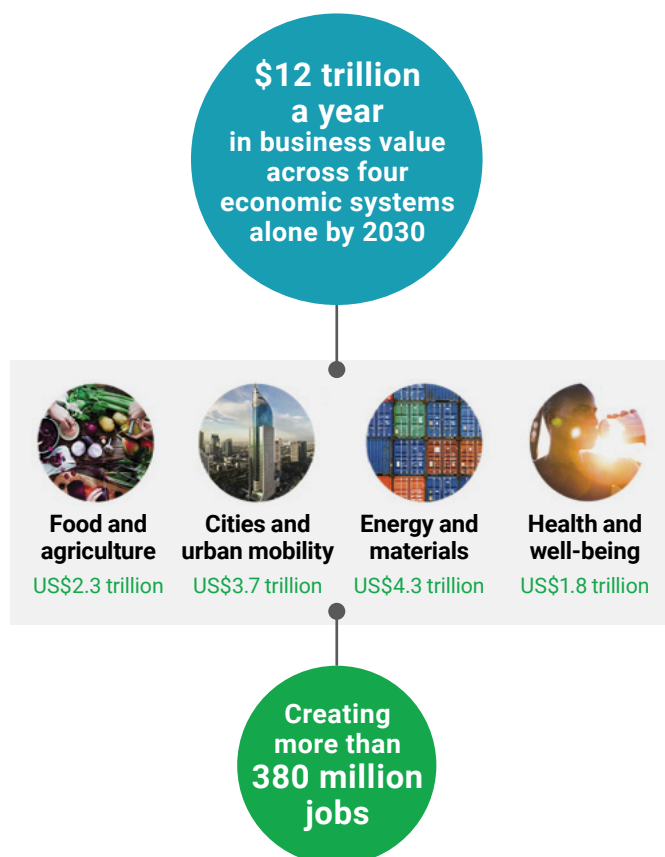 $12 trillion
a year
in business value
across four
economic systems
alone by 2030
Food and
agriculture
US$2.3 trillion
Cities and
urban mobility
US$3.7 trillion
Energy and
materials
US$4.3 trillion
Health and
well-being
US$1.8 trillion
Creating
more than
380 million
jobs